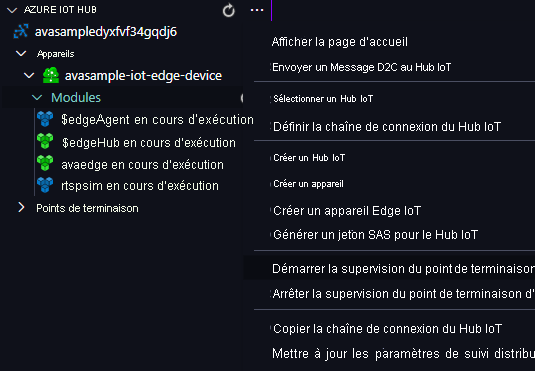 AZURE IOT HUB
avasampledyxfvf34gqdj6
Appareils
avasample-iot-edge-device
Modules
$edgeAgent en cours d'exécution
$edgeHub en cours d'exécution
avaedge en cours d'exécution
rtspsim en cours d'exécution
Points de terminaison
Afficher la page d'accueil
Envoyer un Message D2C au Hub IoT
Sélectionner un Hub IoT
Définir la chaîne de connexion du Hub IoT
Créer un Hub IoT
Créer un appareil
Créer un appareil Edge IoT
Générer un jeton SAS pour le Hub IoT
Démarrer la supervision du point de terminaison
Arrêter la supervision du point de terminaison d'
Copier la chaîne de connexion du Hub IoT
Mettre à jour les paramètres de suivi distribu